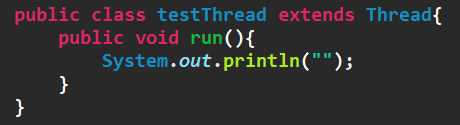 public class testThread extends Thread{
    public void run(){
        System.out.println("");
    }
}